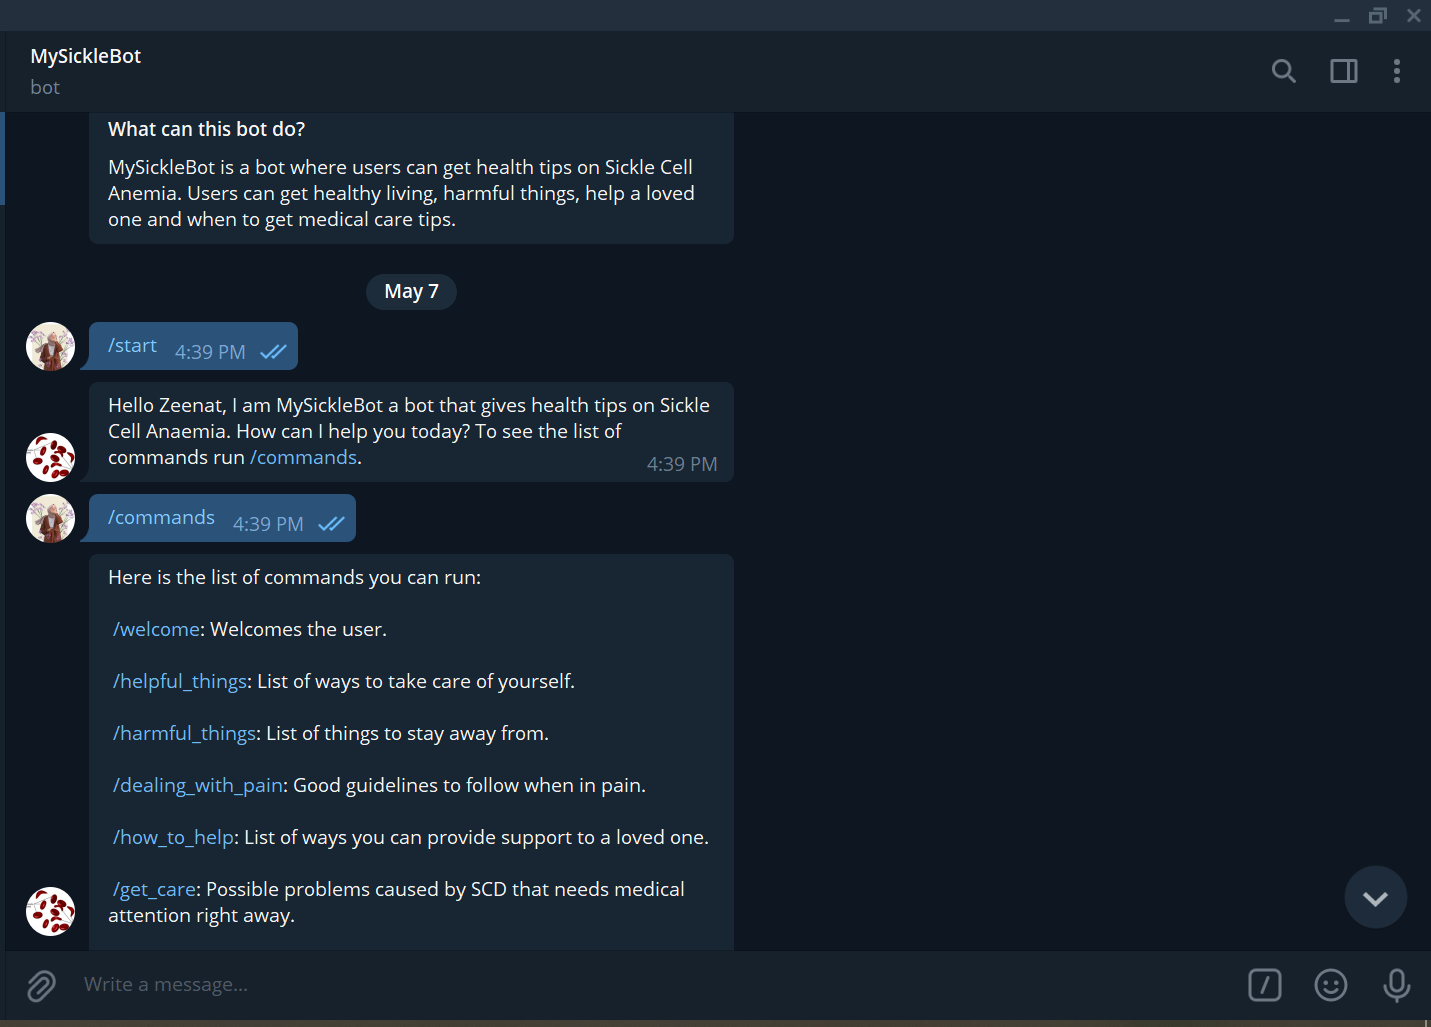 MySickleBot
bot
What can this bot do?
MySickleBot is a bot where users can get health tips on Sickle Cell
Anemia. Users can get healthy living, harmful things, help a loved
one and when to get medical care tips.
May 7
/start 4:39 PM
Hello Zeenat, I am MySickleBot a bot that gives health tips on Sickle
Cell Anaemia. How can I help you today? To see the list of
commands run /commands.
4:39 PM
/commands 4:39 PM
Here is the list of commands you can run:
/welcome: Welcomes the user.
/helpful_things: List of ways to take care of yourself.
/harmful_things: List of things to stay away from.
/dealing_with_pain: Good guidelines to follow when in pain.
/how_to_help: List of ways you can provide support to a loved one.
/get_care: Possible problems caused by SCD that needs medical
attention right away.
Write a message...